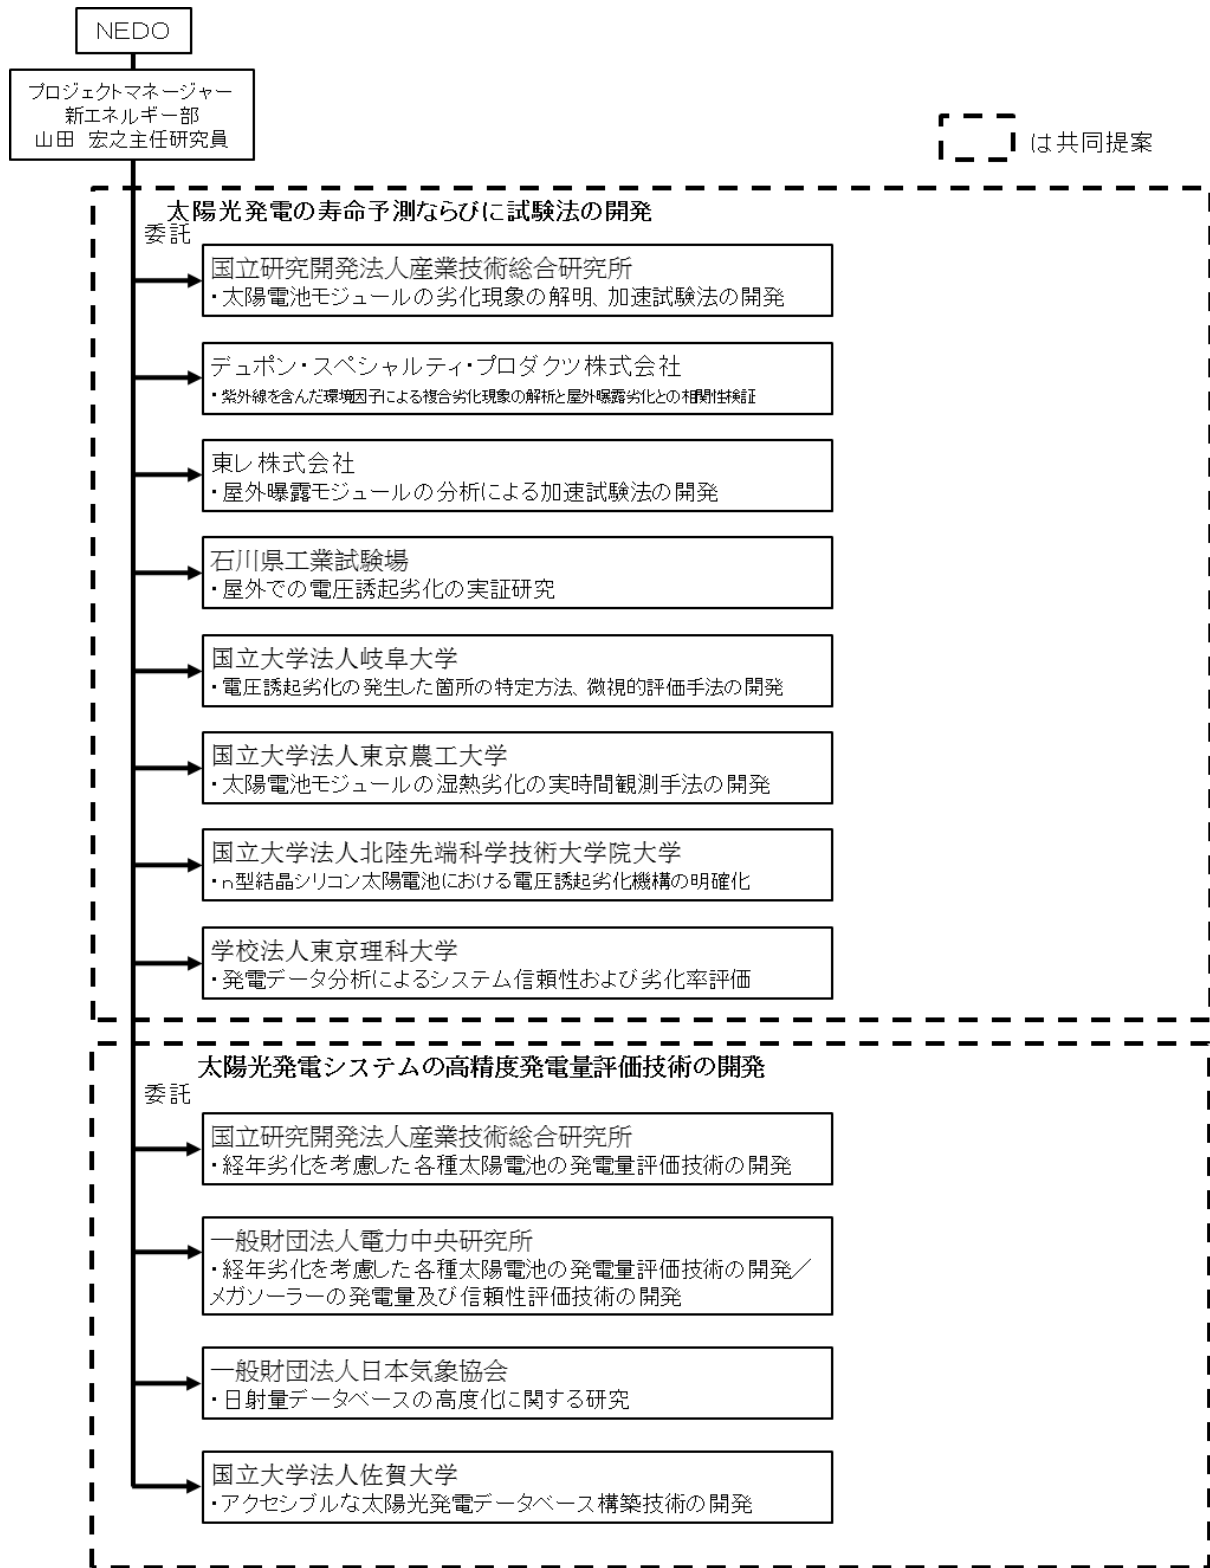 NEDO
プロジェクトマネージャー
新エネルギー部
山田 宏之主任研究員
は共同提案
太陽光発電の寿命予測ならびに試験法の開発
委託
国立研究開発法人産業技術総合研究所
・太陽電池モジュールの劣化現象の解明、加速試験法の開発
デュポン・スペシャルティ・プロダクツ株式会社
・紫外線を含んだ環境因子による複合劣化現象の解析と屋外曝露劣化との相関性検証
東レ株式会社
・屋外曝露モジュールの分析による加速試験法の開発
石川県工業試験場
・屋外での電圧誘起劣化の実証研究
国立大学法人岐阜大学
・電圧誘起劣化の発生した箇所の特定方法、微視的評価手法の開発
国立大学法人東京農工大学
・太陽電池モジュールの湿熱劣化の実時間観測手法の開発
国立大学法人北陸先端科学技術大学院大学
・n型結晶シリコン太陽電池における電圧誘起劣化機構の明確化
学校法人東京理科大学
・発電データ分析によるシステム信頼性および劣化率評価
太陽光発電システムの高精度発電量評価技術の開発
委託
国立研究開発法人産業技術総合研究所
・経年劣化を考慮した各種太陽電池の発電量評価技術の開発
一般財団法人電力中央研究所
・経年劣化を考慮した各種太陽電池の発電量評価技術の開発／
メガソーラーの発電量及び信頼性評価技術の開発
一般財団法人日本気象協会
・日射量データベースの高度化に関する研究
国立大学法人佐賀大学
・アクセシブルな太陽光発電データベース構築技術の開発